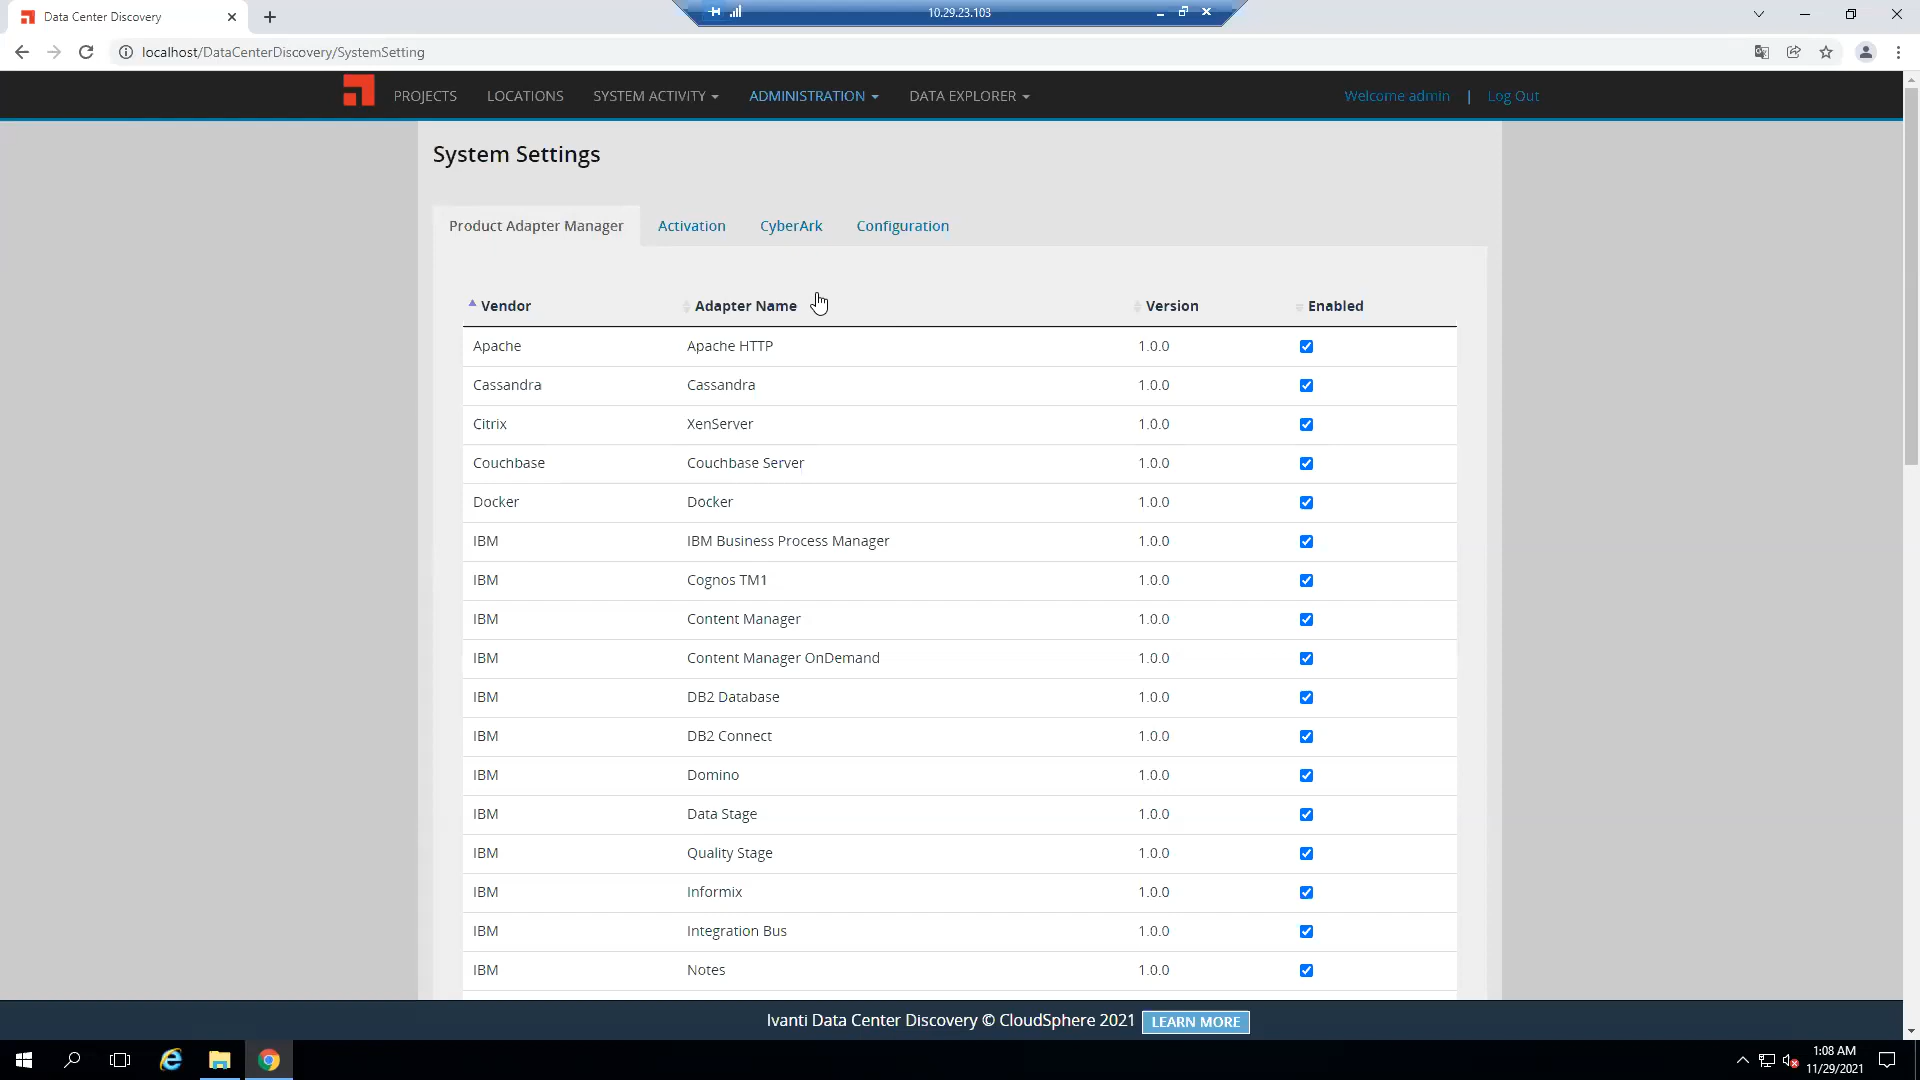 Data Center Discovery
10.29.23.103
localhost/DataCenterDiscovery/SystemSetting
PROJECTS LOCATIONS SYSTEM ACTIVITY ADMINISTRATION DATA EXPLORER Welcome admin | Log Out
System Settings
Product Adapter Manager Activation CyberArk Configuration
Vendor Adapter Name Version Enabled
Apache Apache HTTP 1.0.0
Cassandra Cassandra 1.0.0
Citrix XenServer 1.0.0
Couchbase Couchbase Server 1.0.0
Docker Docker 1.0.0
IBM IBM Business Process Manager 1.0.0
IBM Cognos TM1 1.0.0
IBM Content Manager 1.0.0
IBM Content Manager OnDemand 1.0.0
IBM DB2 Database 1.0.0
IBM DB2 Connect 1.0.0
IBM Domino 1.0.0
IBM Data Stage 1.0.0
IBM Quality Stage 1.0.0
IBM Informix 1.0.0
IBM Integration Bus 1.0.0
IBM Notes 1.0.0
Ivanti Data Center Discovery © CloudSphere 2021 LEARN MORE
1:08 AM
11/29/2021